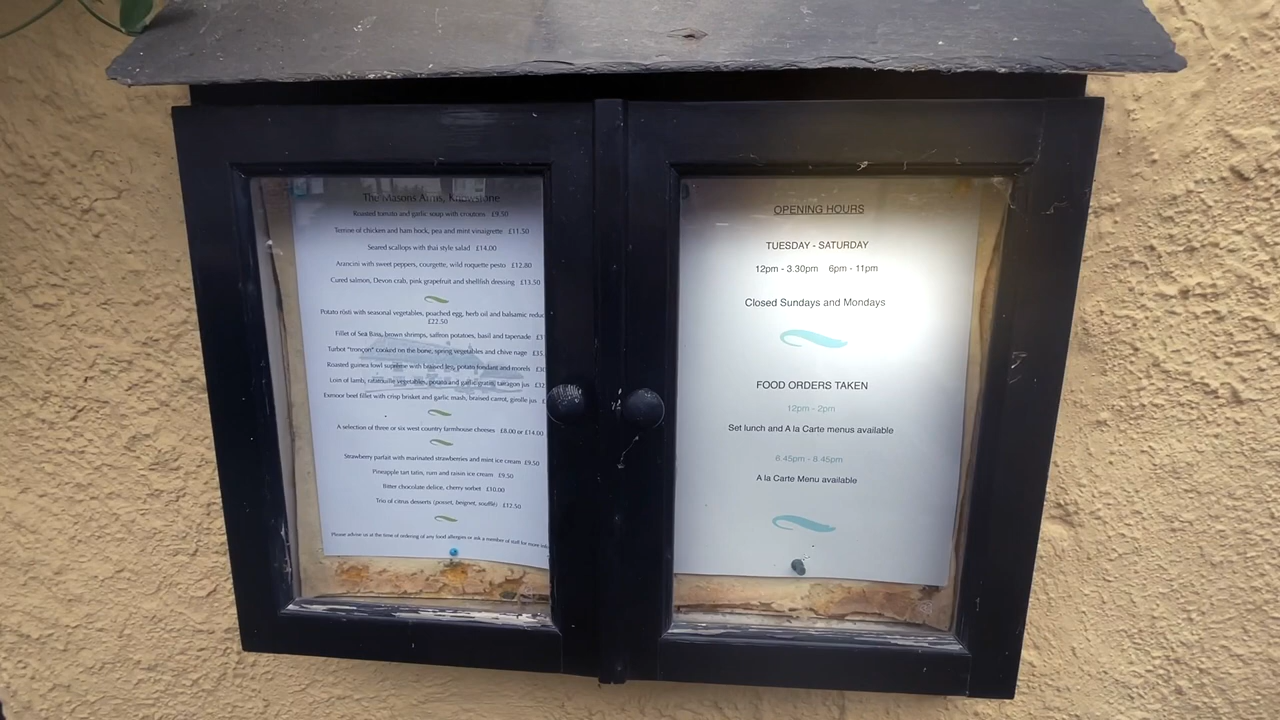 The Masons Arms, Knowstone
Roasted tomato and garlic soup with croutons £9.50
Terrine of chicken and ham hock, pea and mint vinaigrette £11.50
Seared scallops with thai style salad £14.00
Arancini with sweet peppers, courgette, wild roquette pesto £12.80
Cured salmon, Devon crab, pink grapefruit and shellfish dressing £13.50
Potato rösti with seasonal vegetables, poached egg, herb oil and balsamic
£22.50
Fillet of Sea Bass, brown shrimps, saffron potatoes, basil and tapenade
Turbot "tronçon" cooked on the bone, spring vegetables and chive nage
Roasted guinea fowl supreme with braised leg, potato fondant and morels
Loin of lamb, ratatouille vegetables, potato and garlic gratin, tarragon jus
Exmoor beef fillet with crisp brisket and garlic mash, braised carrot, girolle jus
A selection of three or six west country farmhouse cheeses £8.00 or £14.00
Strawberry parfait with marinated strawberries and mint ice cream £9.50
Pineapple tart tatin, rum and raisin ice cream £9.50
Bitter chocolate delice, cherry sorbet £10.00
Trio of citrus desserts (posset, beignet, soufflé) £12.50
Please advise us at the time of ordering of any food allergies or ask a member of staff for more
OPENING HOURS
TUESDAY - SATURDAY
12pm - 3.30pm 6pm - 11pm
Closed Sundays and Mondays
FOOD ORDERS TAKEN
12pm - 2pm
Set lunch and A la Carte menus available
6.45pm - 8.45pm
A la Carte Menu available